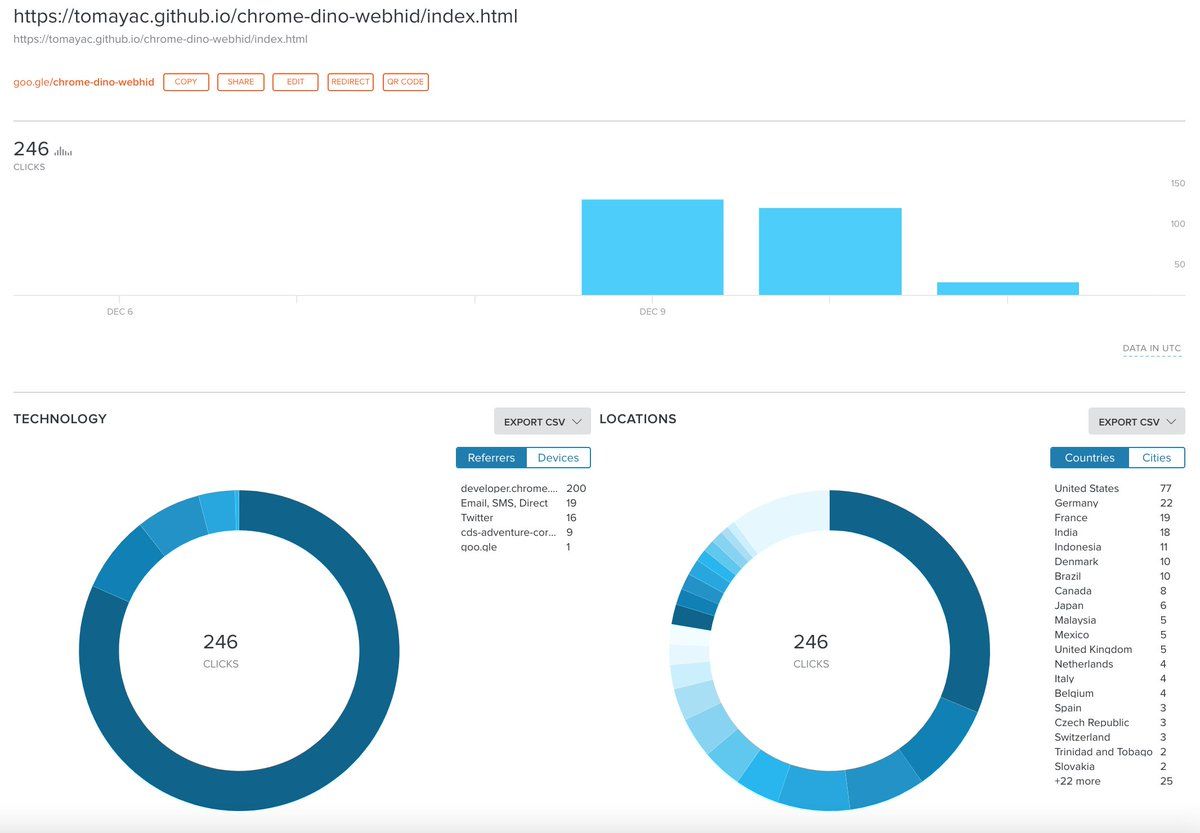 https://tomayac.github.io/chrome-dino-webhid/index.html
https://tomayac.github.io/chrome-dino-webhid/index.html
goo.gle/chrome-dino-webhid COPY SHARE EDIT REDIRECT QR CODE
246
CLICKS
150
100
50
DEC 6 DEC 9
DATA IN UTC
TECHNOLOGY
EXPORT CSV
Referrers Devices
developer.chrome.... 200
Email, SMS, Direct 19
Twitter 16
cds-adventure-cor... 9
goo.gle 1
246
CLICKS
LOCATIONS
EXPORT CSV
Countries Cities
United States 77
Germany 22
France 19
India 18
Indonesia 11
Denmark 10
Brazil 10
Canada 8
Japan 6
Malaysia 5
Mexico 5
United Kingdom 5
Netherlands 4
Italy 4
Belgium 4
Spain 3
Czech Republic 3
Switzerland 3
Trinidad and Tobago 2
Slovakia 2
+22 more 25
246
CLICKS